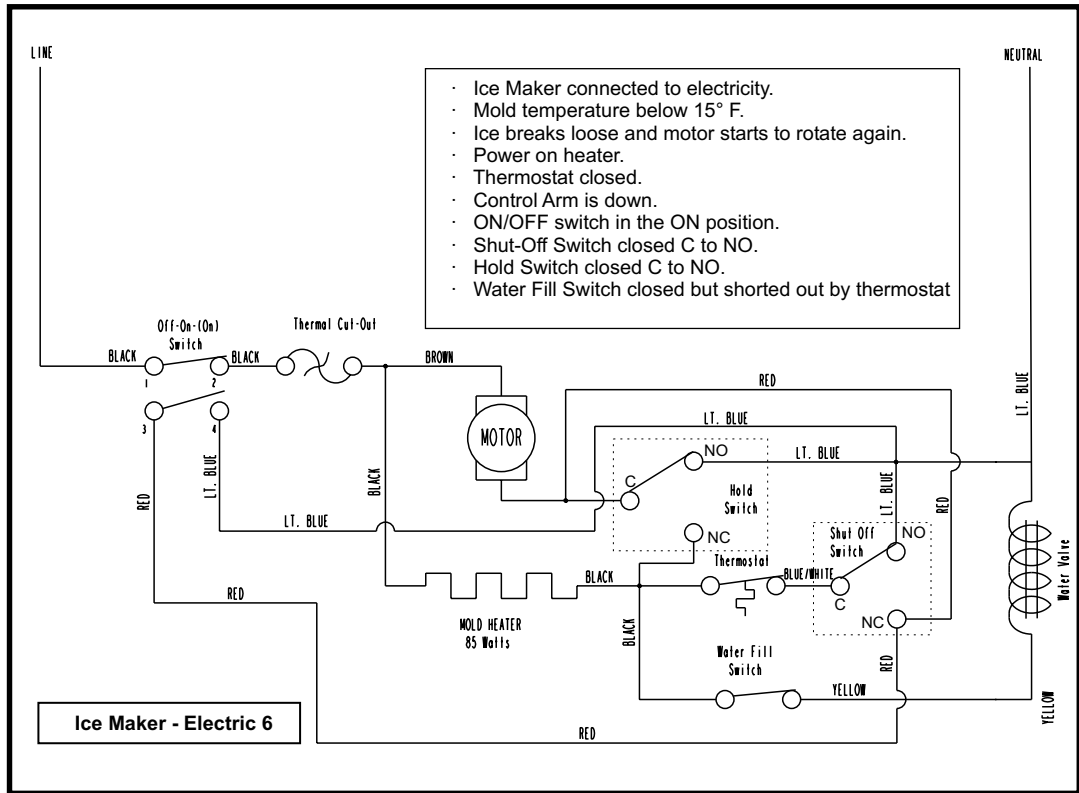 LINE
NEUTRAL
· Ice Maker connected to electricity.
· Mold temperature below 15° F.
· Ice breaks loose and motor starts to rotate again.
· Power on heater.
· Thermostat closed.
· Control Arm is down.
· ON/OFF switch in the ON position.
· Shut-Off Switch closed C to NO.
· Hold Switch closed C to NO.
· Water Fill Switch closed but shorted out by thermostat
Off-On-(On)
Switch
Thermal Cut-Out
BLACK
BLACK
BROWN
1
2
3
4
RED
LT. BLUE
LT. BLUE
MOTOR
NO
LT. BLUE
C
Hold
Switch
NC
LT. BLUE
RED
BLACK
RED
LT. BLUE
LT. BLUE
Shut Off
Switch
NO
Thermostat
BLUE/WHITE
C
NC
BLACK
MOLD HEATER
85 Watts
RED
BLACK
Water Fill
Switch
RED
YELLOW
Water Valve
YELLOW
Ice Maker - Electric 6
RED